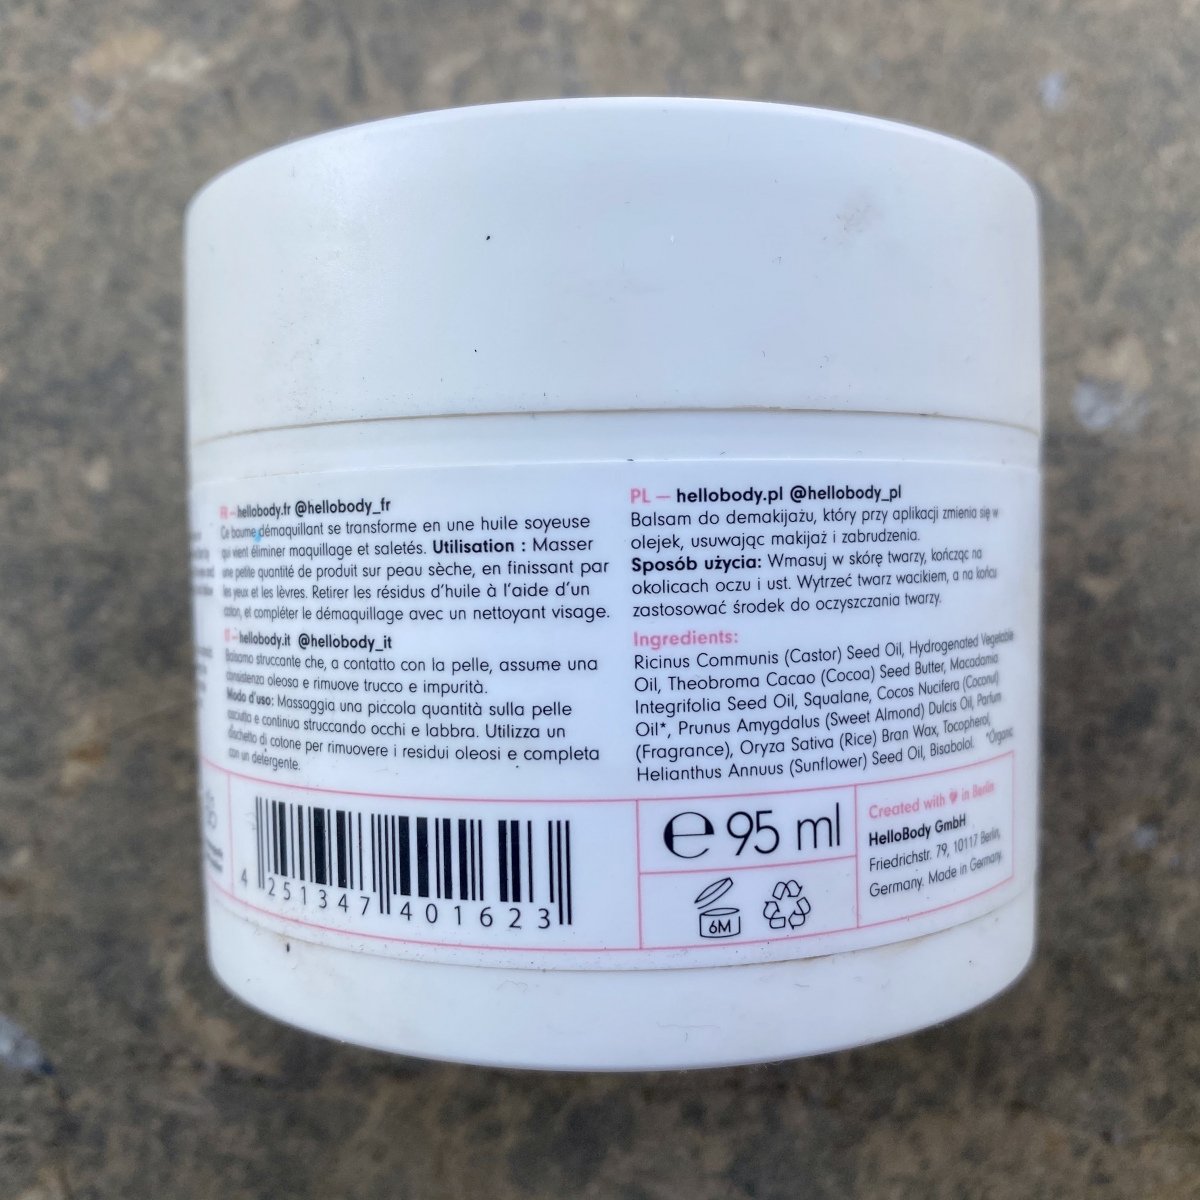 FR — hellobody.fr @hellobody_fr
Ce baume démaquillant se transforme en une huile soyeuse
qui vient éliminer maquillage et saletés. Utilisation : Masser
une petite quantité de produit sur peau sèche, en finissant par
les yeux et les lèvres. Retirer les résidus d'huile à l'aide d'un
coton, et compléter le démaquillage avec un nettoyant visage.
IT — hellobody.it @hellobody_it
Balsamo struccante che, a contatto con la pelle, assume una
consistenza oleosa e rimuove trucco e impurità.
Modo d'uso: Massaggia una piccola quantità sulla pelle
asciutta e continua struccando occhi e labbra. Utilizza un
dischetto di cotone per rimuovere i residui oleosi e completa
con un detergente.
4 251347 401623
PL — hellobody.pl @hellobody_pl
Balsam do demakijażu, który przy aplikacji zmienia się w
olejek, usuwając makijaż i zabrudzenia.
Sposób użycia: Wmasuj w skórę twarzy, kończąc na
okolicach oczu i ust. Wytrzeć twarz wacikiem, a na końcu
zastosować środek do oczyszczania twarzy.
Ingredients:
Ricinus Communis (Castor) Seed Oil, Hydrogenated Vegetable
Oil, Theobroma Cacao (Cocoa) Seed Butter, Macadamia
Integrifolia Seed Oil, Squalane, Cocos Nucifera (Coconut)
Oil*, Prunus Amygdalus (Sweet Almond) Dulcis Oil, Parfum
(Fragrance), Oryza Sativa (Rice) Bran Wax, Tocopherol,
Helianthus Annuus (Sunflower) Seed Oil, Bisabolol. *Organic
℮ 95 ml
6M
Created with ♥ in Berlin
HelloBody GmbH
Friedrichstr. 79, 10117 Berlin,
Germany. Made in Germany.